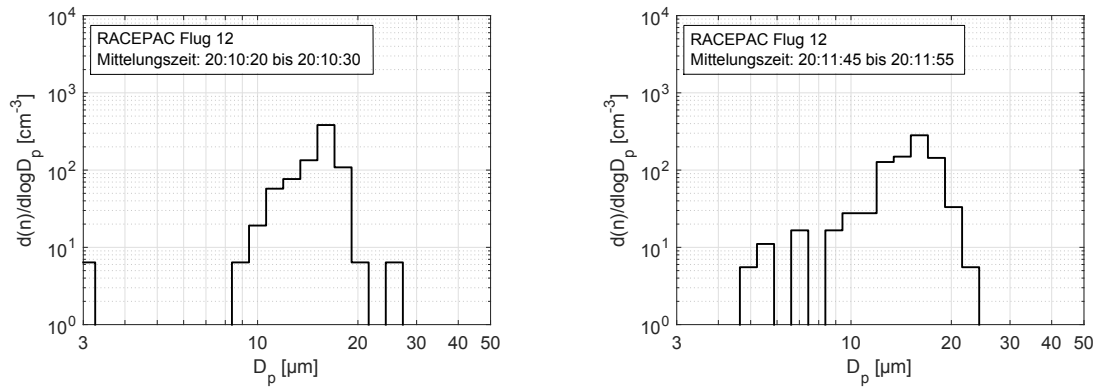 RACEPAC Flug 12
Mittelungszeit: 20:10:20 bis 20:10:30
d(n)/dlogD_p [cm^-3]
10^4
10^3
10^2
10^1
10^0
3 10 20 30 40 50
D_p [µm]
RACEPAC Flug 12
Mittelungszeit: 20:11:45 bis 20:11:55
d(n)/dlogD_p [cm^-3]
10^4
10^3
10^2
10^1
10^0
3 10 20 30 40 50
D_p [µm]